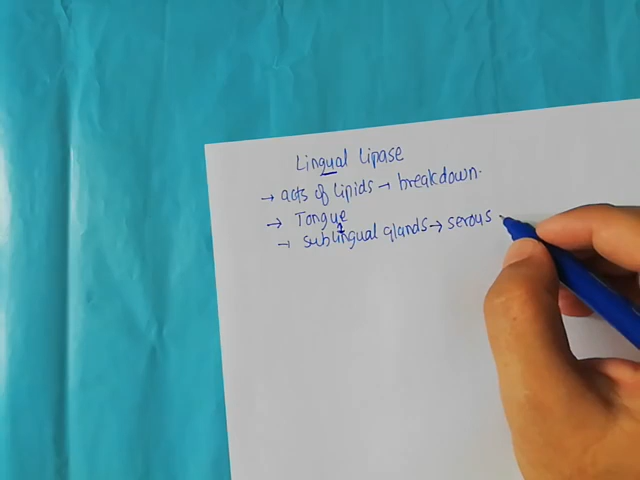 Lingual Lipase
→ acts of lipids → breakdown.
→ Tongue
→ sublingual glands → serous